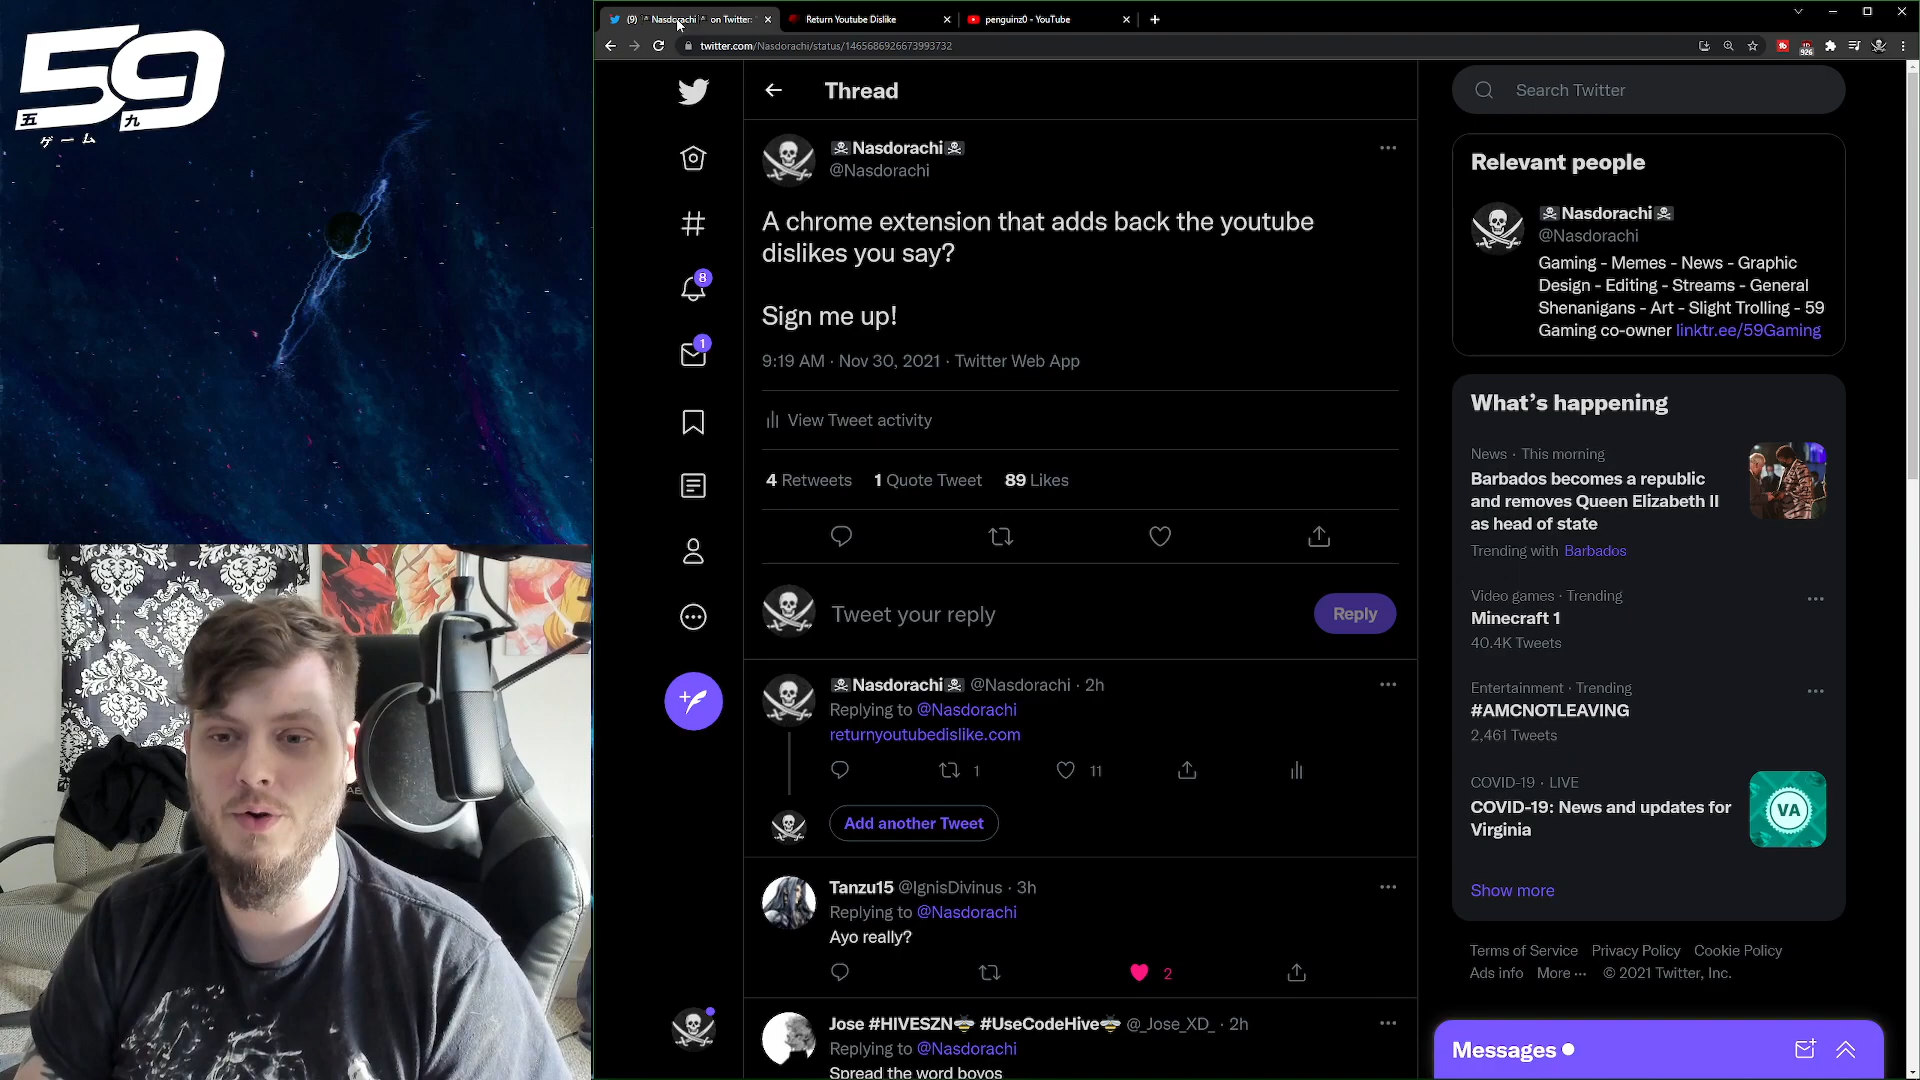 59
五 九
ゲーム
(9) Nasdorachi on Twitter:
Return Youtube Dislike
penguinz0 - YouTube
twitter.com/Nasdorachi/status/1465686926673993732
926
Thread
Search Twitter
☠Nasdorachi☠
@Nasdorachi
A chrome extension that adds back the youtube
dislikes you say?
Sign me up!
9:19 AM · Nov 30, 2021 · Twitter Web App
View Tweet activity
4 Retweets 1 Quote Tweet 89 Likes
Tweet your reply
Reply
8
1
☠Nasdorachi☠ @Nasdorachi · 2h
Replying to @Nasdorachi
returnyoutubedislike.com
1 11
Add another Tweet
Tanzu15 @IgnisDivinus · 3h
Replying to @Nasdorachi
Ayo really?
2
Jose #HIVESZN🐝 #UseCodeHive🐝 @_Jose_XD_ · 2h
Replying to @Nasdorachi
Spread the word boyos
Relevant people
☠Nasdorachi☠
@Nasdorachi
Gaming - Memes - News - Graphic
Design - Editing - Streams - General
Shenanigans - Art - Slight Trolling - 59
Gaming co-owner linktr.ee/59Gaming
What's happening
News · This morning
Barbados becomes a republic
and removes Queen Elizabeth II
as head of state
Trending with Barbados
Video games · Trending
Minecraft 1
40.4K Tweets
Entertainment · Trending
#AMCNOTLEAVING
2,461 Tweets
COVID-19 · LIVE
COVID-19: News and updates for
Virginia
VA
Show more
Terms of Service Privacy Policy Cookie Policy
Ads info More ··· © 2021 Twitter, Inc.
Messages